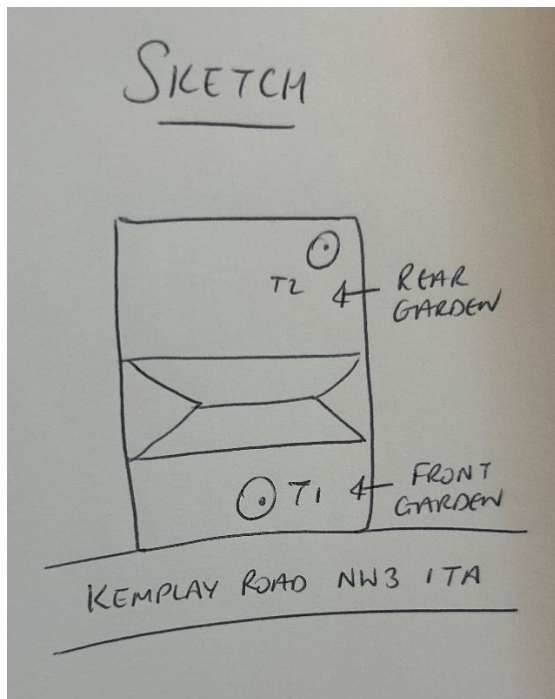 SKETCH
T2
REAR
GARDEN
T1
FRONT
GARDEN
KEMPLAY ROAD NW3 1TA